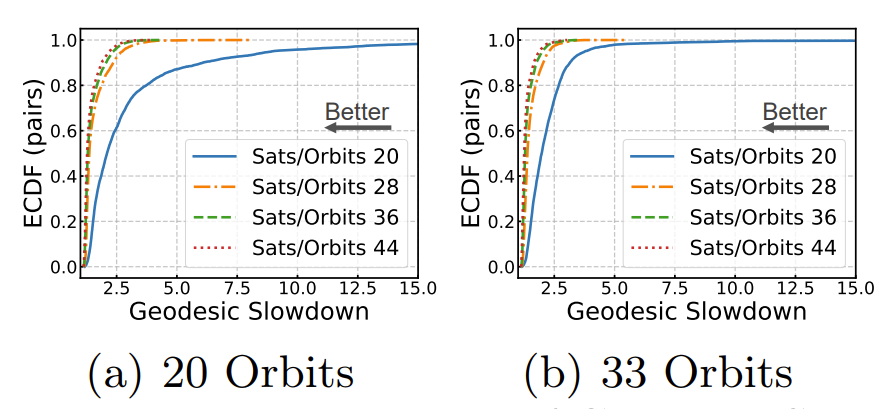 ECDF (pairs)
1.0
0.8
0.6
0.4
0.2
0.0
Better
Sats/Orbits 20
Sats/Orbits 28
Sats/Orbits 36
Sats/Orbits 44
2.5 5.0 7.5 10.0 12.5 15.0
Geodesic Slowdown
(a) 20 Orbits
ECDF (pairs)
1.0
0.8
0.6
0.4
0.2
0.0
Better
Sats/Orbits 20
Sats/Orbits 28
Sats/Orbits 36
Sats/Orbits 44
2.5 5.0 7.5 10.0 12.5 15.0
Geodesic Slowdown
(b) 33 Orbits